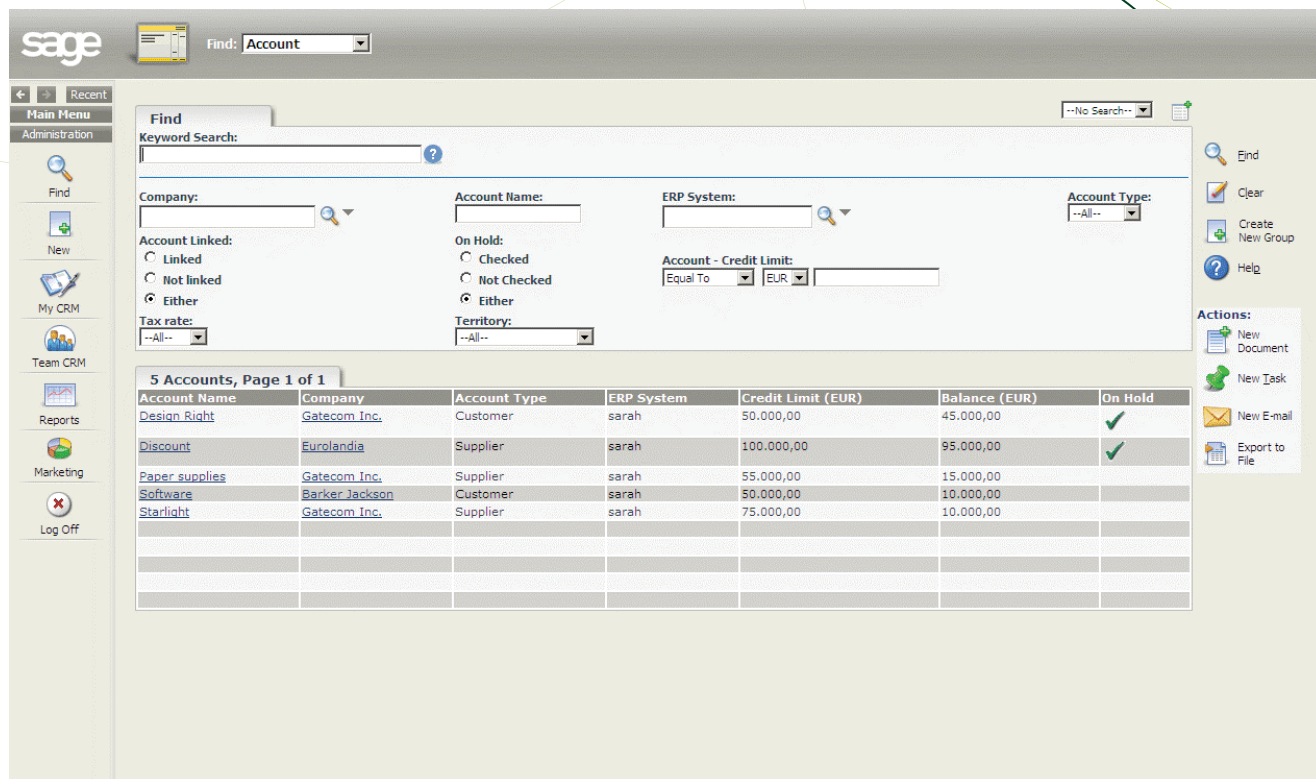 sage
Find: Account
Recent
Main Menu
Administration
Find
New
My CRM
Team CRM
Reports
Marketing
Log Off
Find
--No Search--
Keyword Search:
?
Company: Account Name: ERP System: Account Type:
--All--
Account Linked: On Hold: Account - Credit Limit:
Linked Checked
Equal To EUR
Not linked Not Checked
Either Either
Tax rate: Territory:
--All-- --All--
5 Accounts, Page 1 of 1
Account Name Company Account Type ERP System Credit Limit (EUR) Balance (EUR) On Hold
Design Right Gatecom Inc. Customer sarah 50.000,00 45.000,00
Discount Eurolandia Supplier sarah 100.000,00 95.000,00
Paper supplies Gatecom Inc. Supplier sarah 55.000,00 15.000,00
Software Barker Jackson Customer sarah 50.000,00 10.000,00
Starlight Gatecom Inc. Supplier sarah 75.000,00 10.000,00
Find
Clear
Create
New Group
? Help
Actions:
New
Document
New Task
New E-mail
Export to
File